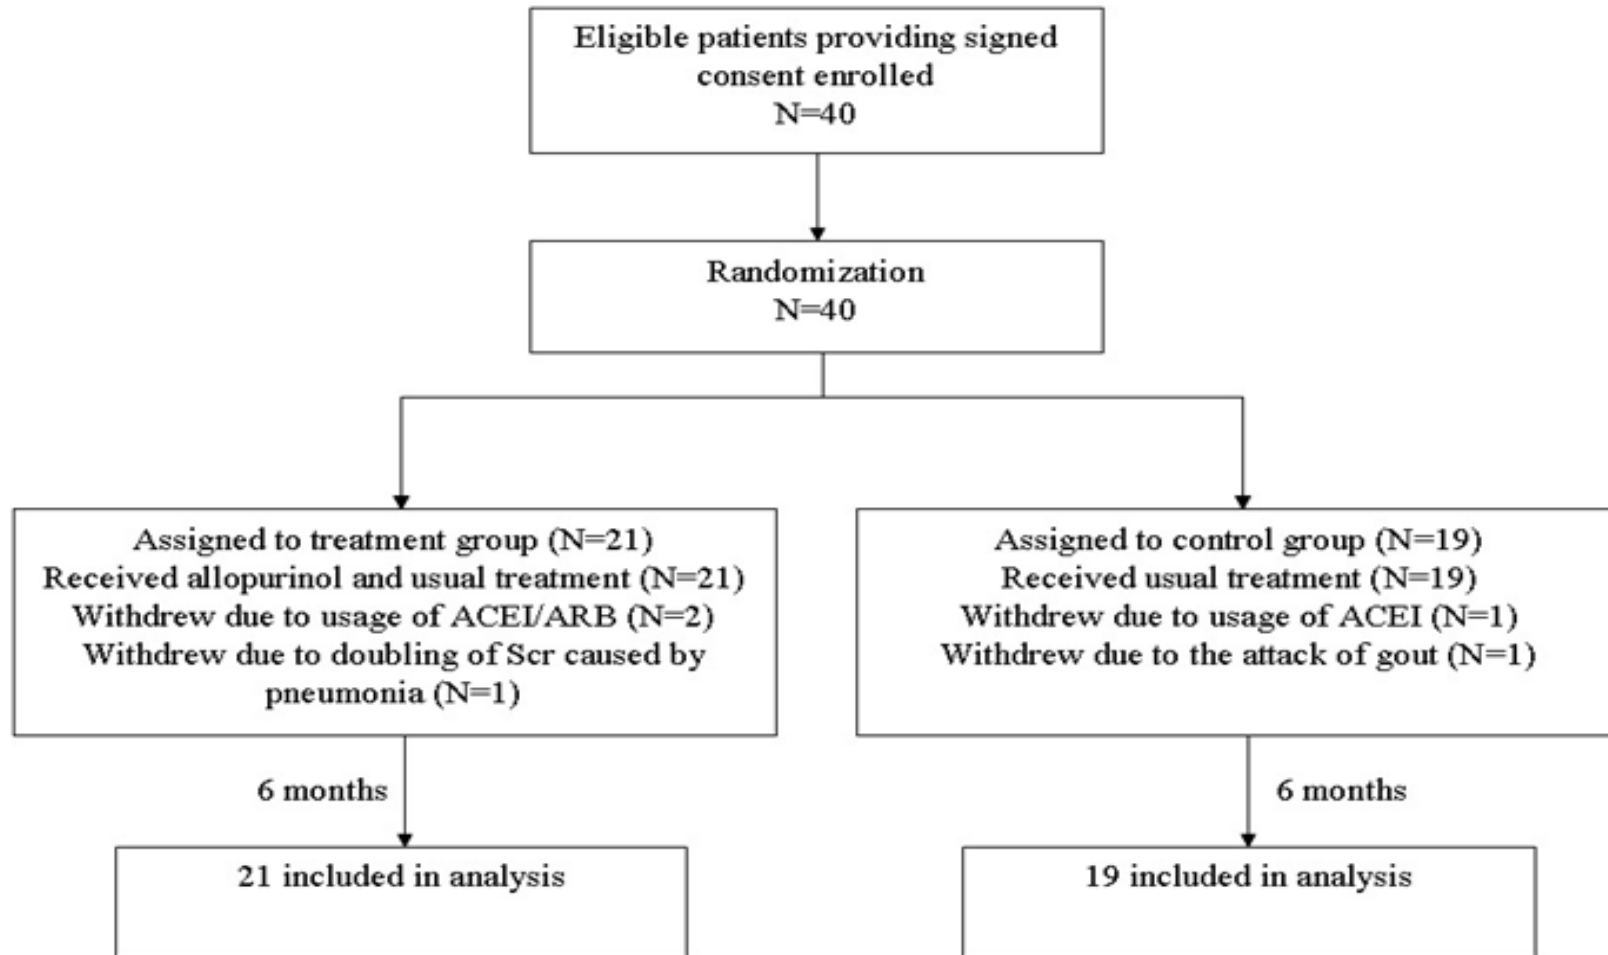 Eligible patients providing signed
consent enrolled
N=40
Randomization
N=40
Assigned to treatment group (N=21)
Received allopurinol and usual treatment (N=21)
Withdrew due to usage of ACEI/ARB (N=2)
Withdrew due to doubling of Scr caused by
pneumonia (N=1)
Assigned to control group (N=19)
Received usual treatment (N=19)
Withdrew due to usage of ACEI (N=1)
Withdrew due to the attack of gout (N=1)
6 months
6 months
21 included in analysis
19 included in analysis